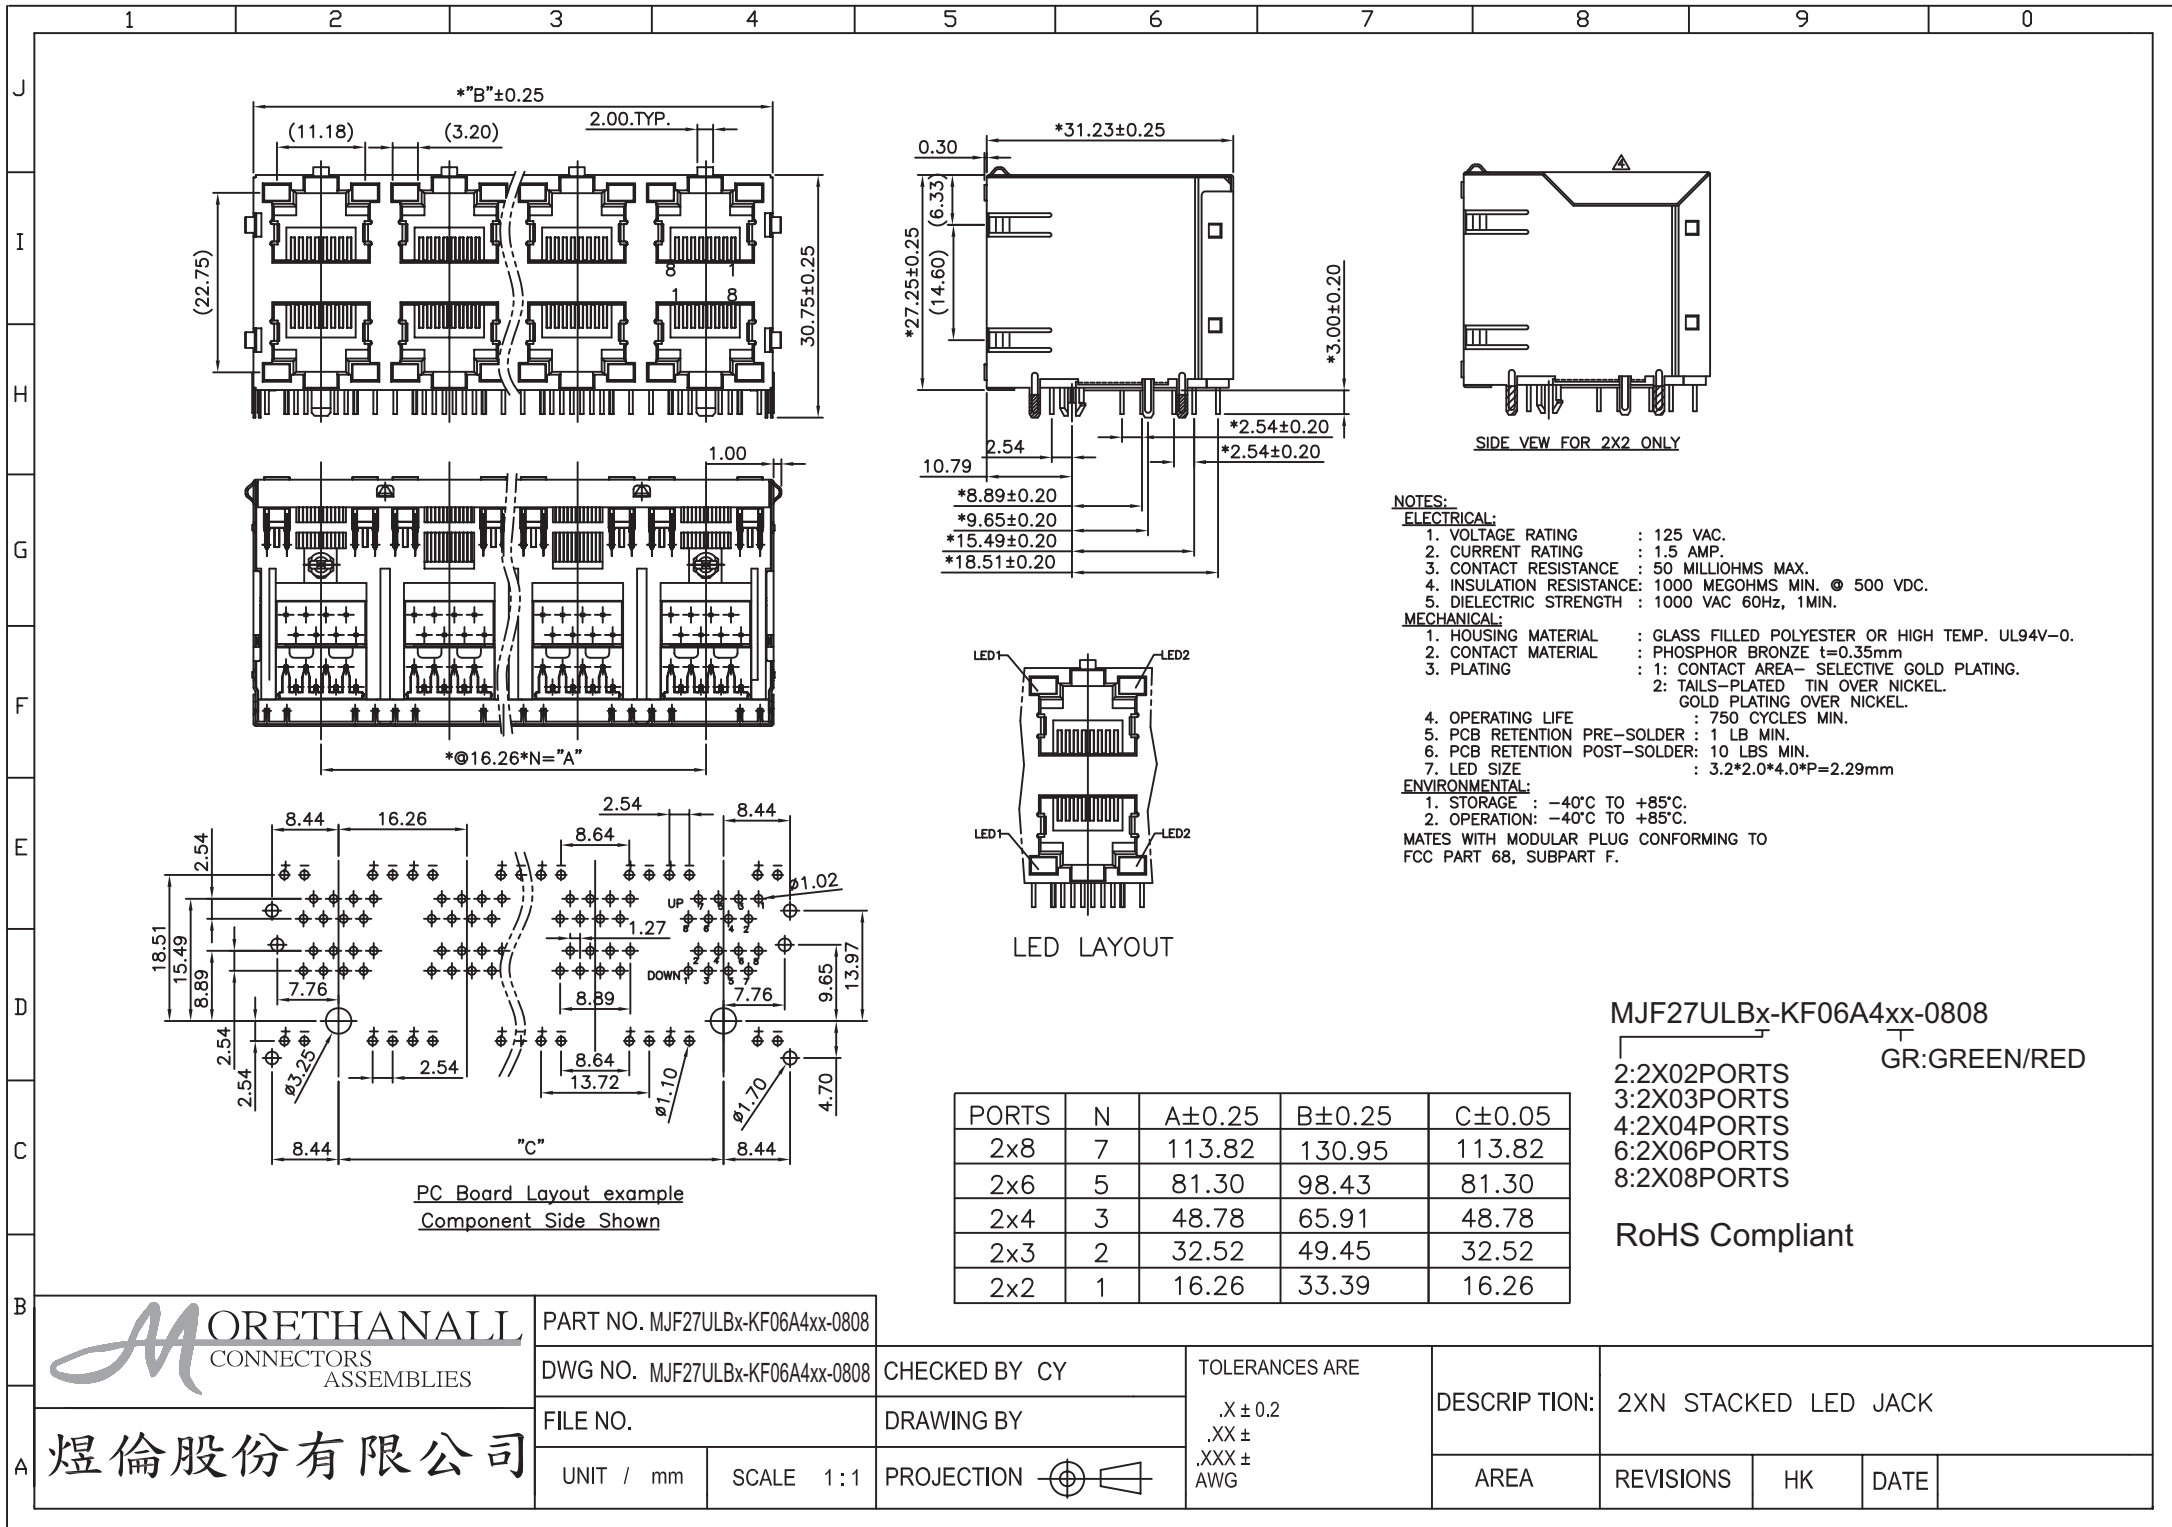 1 2 3 4 5 6 7 8 9 0
J
I
H
G
F
E
D
C
B
A
*"B"±0.25
(11.18)
(3.20)
2.00.TYP.
(22.75)
30.75±0.25
8 1
1 8
*31.23±0.25
0.30
(6.33)
*27.25±0.25
(14.60)
*3.00±0.20
*2.54±0.20
2.54
*2.54±0.20
10.79
*8.89±0.20
*9.65±0.20
*15.49±0.20
*18.51±0.20
4
SIDE VEW FOR 2X2 ONLY
1.00
*@16.26*N="A"
NOTES:
ELECTRICAL:
1. VOLTAGE RATING : 125 VAC.
2. CURRENT RATING : 1.5 AMP.
3. CONTACT RESISTANCE : 50 MILLIOHMS MAX.
4. INSULATION RESISTANCE: 1000 MEGOHMS MIN. @ 500 VDC.
5. DIELECTRIC STRENGTH : 1000 VAC 60Hz, 1MIN.
MECHANICAL:
1. HOUSING MATERIAL : GLASS FILLED POLYESTER OR HIGH TEMP. UL94V-0.
2. CONTACT MATERIAL : PHOSPHOR BRONZE t=0.35mm
3. PLATING : 1: CONTACT AREA- SELECTIVE GOLD PLATING.
2: TAILS-PLATED TIN OVER NICKEL.
GOLD PLATING OVER NICKEL.
4. OPERATING LIFE : 750 CYCLES MIN.
5. PCB RETENTION PRE-SOLDER : 1 LB MIN.
6. PCB RETENTION POST-SOLDER: 10 LBS MIN.
7. LED SIZE : 3.2*2.0*4.0*P=2.29mm
ENVIRONMENTAL:
1. STORAGE : -40°C TO +85°C.
2. OPERATION: -40°C TO +85°C.
MATES WITH MODULAR PLUG CONFORMING TO
FCC PART 68, SUBPART F.
LED1 LED2
LED1 LED2
LED LAYOUT
8.44
16.26
2.54
8.44
2.54
8.64
ø1.02
UP 7 5 3 1
8 6 4 2
1.27
2 4 6 8
DOWN 1 3 5 7
18.51
15.49
8.89
7.76
8.89
7.76
9.65
13.97
2.54
2.54
ø3.25
2.54
8.64
13.72
ø1.10
ø1.70
4.70
8.44
"C"
8.44
PC Board Layout example
Component Side Shown
MJF27ULBx-KF06A4xx-0808
GR:GREEN/RED
2:2X02PORTS
3:2X03PORTS
4:2X04PORTS
6:2X06PORTS
8:2X08PORTS
RoHS Compliant
PORTS N A±0.25 B±0.25 C±0.05
2x8 7 113.82 130.95 113.82
2x6 5 81.30 98.43 81.30
2x4 3 48.78 65.91 48.78
2x3 2 32.52 49.45 32.52
2x2 1 16.26 33.39 16.26
MORETHANALL
CONNECTORS
ASSEMBLIES
煜倫股份有限公司
PART NO. MJF27ULBx-KF06A4xx-0808
DWG NO. MJF27ULBx-KF06A4xx-0808
FILE NO.
UNIT / mm
SCALE 1:1
CHECKED BY CY
DRAWING BY
PROJECTION
TOLERANCES ARE
.X ± 0.2
.XX ±
.XXX ±
AWG
DESCRIP TION: 2XN STACKED LED JACK
AREA REVISIONS HK DATE